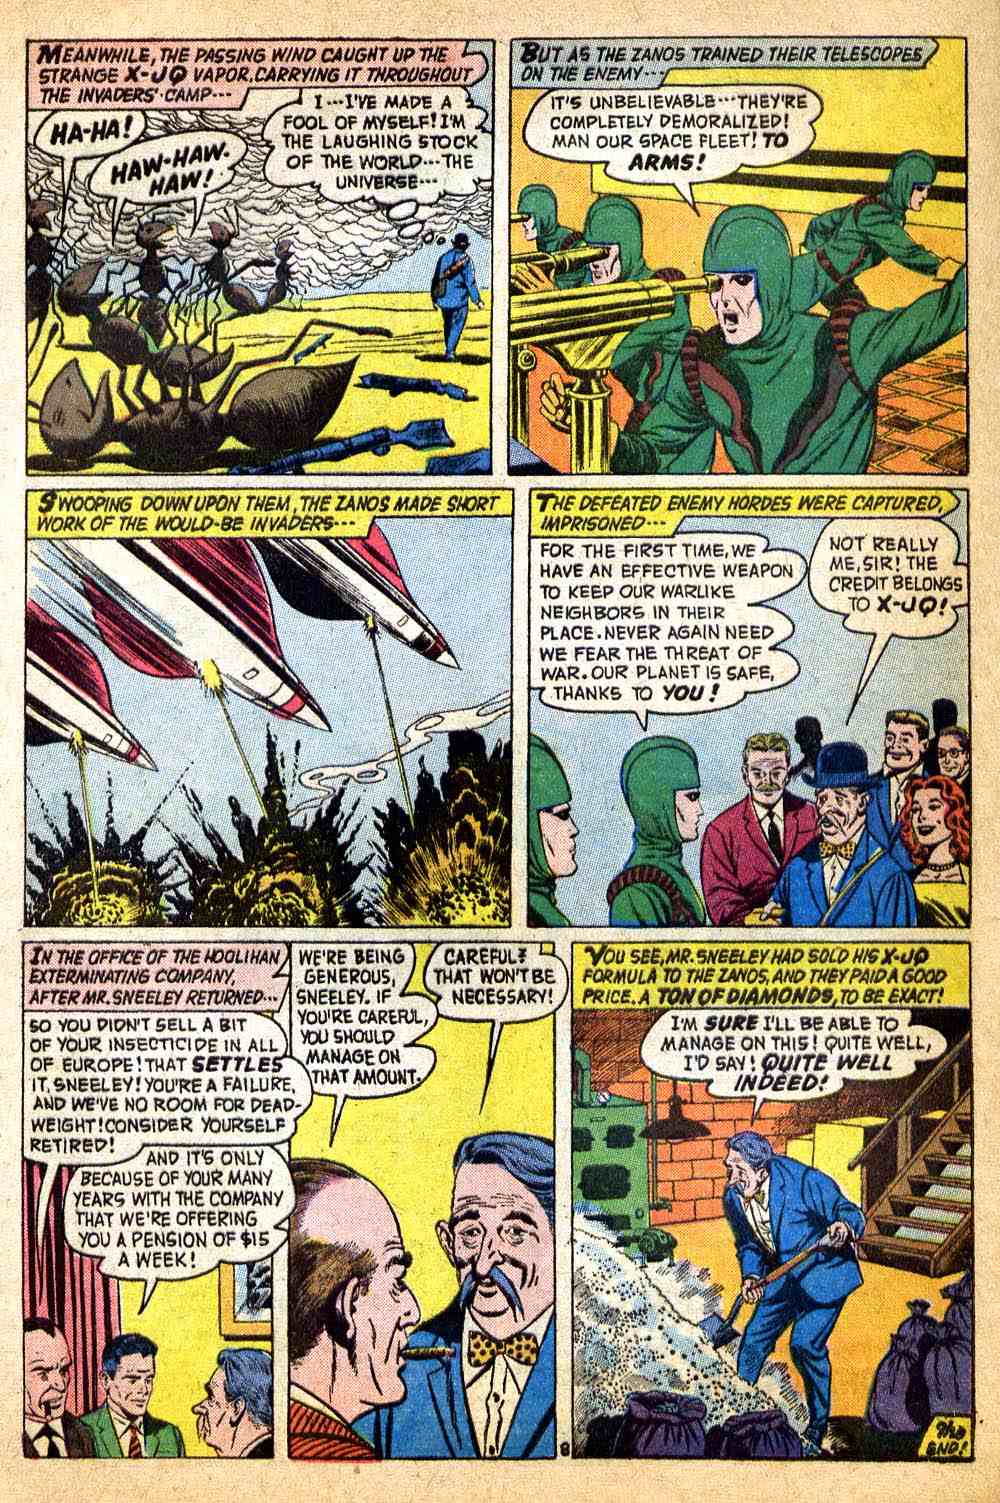 MEANWHILE, THE PASSING WIND CAUGHT UP THE
STRANGE X-JQ VAPOR, CARRYING IT THROUGHOUT
THE INVADERS' CAMP---
HA-HA!
HAW-HAW-
HAW!
I---I'VE MADE A
FOOL OF MYSELF! I'M
THE LAUGHING STOCK
OF THE WORLD---THE
UNIVERSE---
BUT AS THE ZANOS TRAINED THEIR TELESCOPES
ON THE ENEMY---
IT'S UNBELIEVABLE---THEY'RE
COMPLETELY DEMORALIZED!
MAN OUR SPACE FLEET! TO
ARMS!
SWOOPING DOWN UPON THEM, THE ZANOS MADE SHORT
WORK OF THE WOULD-BE INVADERS---
THE DEFEATED ENEMY HORDES WERE CAPTURED,
IMPRISONED---
FOR THE FIRST TIME, WE
HAVE AN EFFECTIVE WEAPON
TO KEEP OUR WARLIKE
NEIGHBORS IN THEIR
PLACE. NEVER AGAIN NEED
WE FEAR THE THREAT OF
WAR. OUR PLANET IS SAFE,
THANKS TO YOU!
NOT REALLY
ME, SIR! THE
CREDIT BELONGS
TO X-JQ!
IN THE OFFICE OF THE HOOLIHAN
EXTERMINATING COMPANY,
AFTER MR. SNEELEY RETURNED---
SO YOU DIDN'T SELL A BIT
OF YOUR INSECTICIDE IN ALL
OF EUROPE! THAT SETTLES
IT, SNEELEY! YOU'RE A FAILURE,
AND WE'VE NO ROOM FOR DEAD-
WEIGHT! CONSIDER YOURSELF
RETIRED!
AND IT'S ONLY
BECAUSE OF YOUR MANY
YEARS WITH THE COMPANY
THAT WE'RE OFFERING
YOU A PENSION OF $15
A WEEK!
WE'RE BEING
GENEROUS,
SNEELEY. IF
YOU'RE CAREFUL,
YOU SHOULD
MANAGE ON
THAT AMOUNT.
CAREFUL?
THAT WON'T BE
NECESSARY!
8
YOU SEE, MR. SNEELEY HAD SOLD HIS X-JQ
FORMULA TO THE ZANOS, AND THEY PAID A GOOD
PRICE. A TON OF DIAMONDS, TO BE EXACT!
I'M SURE I'LL BE ABLE TO
MANAGE ON THIS! QUITE WELL,
I'D SAY! QUITE WELL
INDEED!
THE
END!